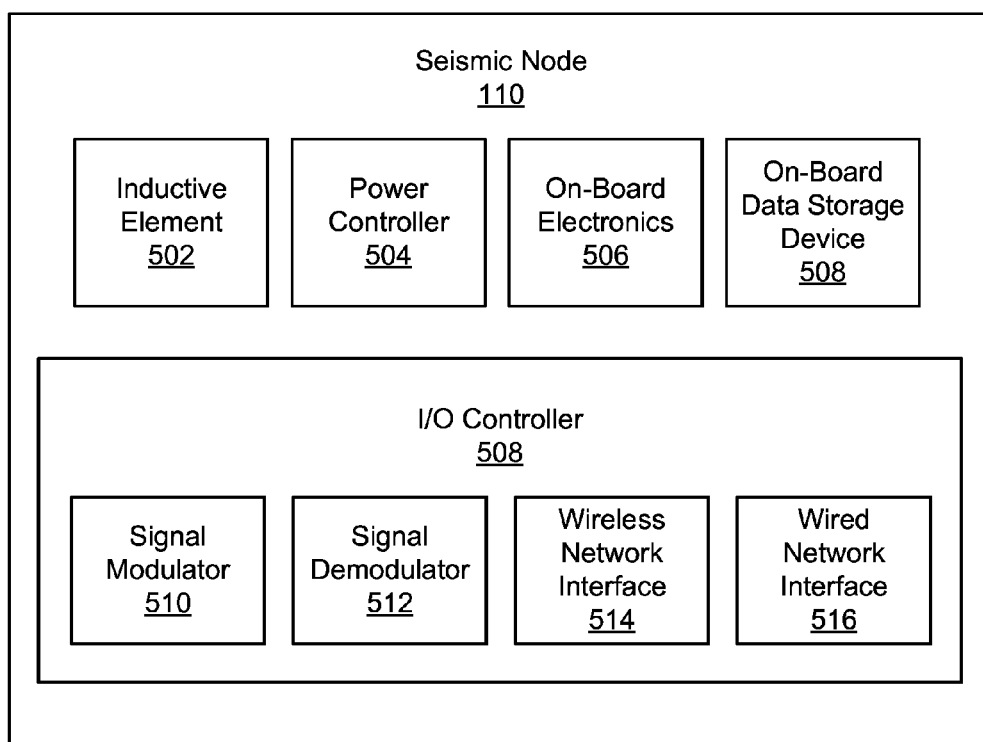 Seismic Node
110
Inductive
Element
502
Power
Controller
504
On-Board
Electronics
506
On-Board
Data Storage
Device
508
I/O Controller
508
Signal
Modulator
510
Signal
Demodulator
512
Wireless
Network
Interface
514
Wired
Network
Interface
516